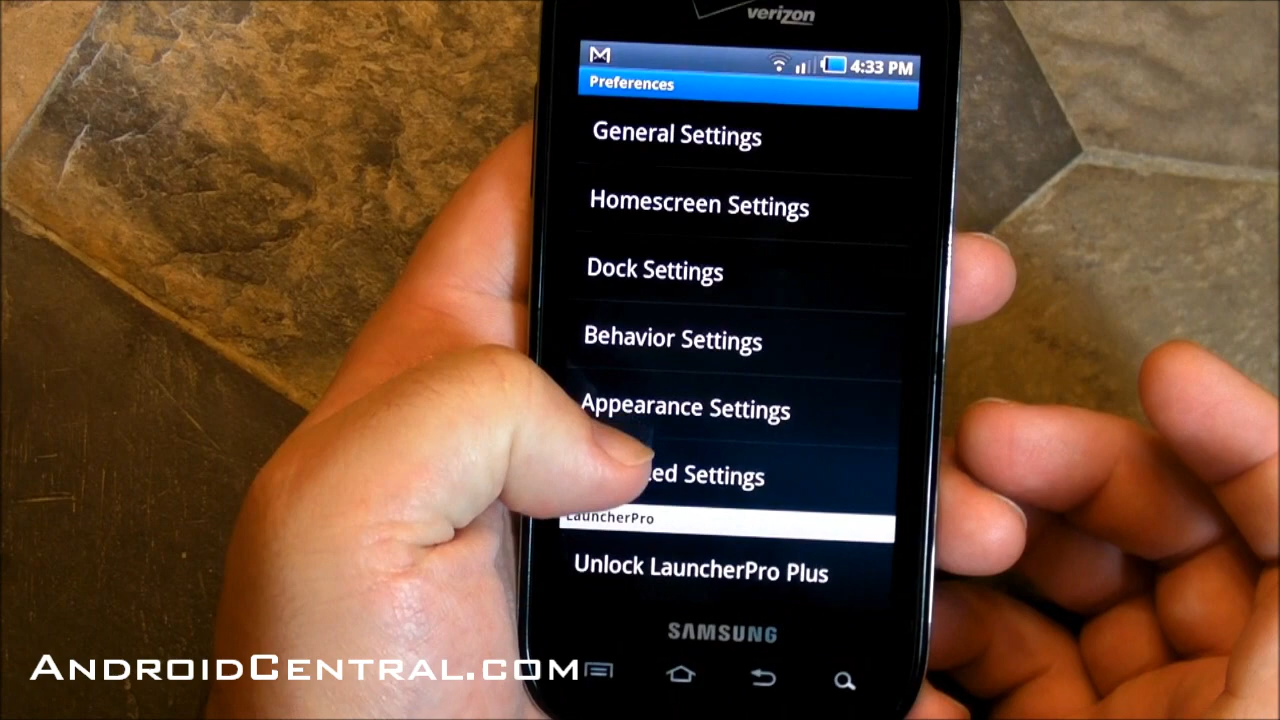 verizon
4:33 PM
Preferences
General Settings
Homescreen Settings
Dock Settings
Behavior Settings
Appearance Settings
Settings
LauncherPro
Unlock LauncherPro Plus
SAMSUNG
ANDROIDCENTRAL.COM